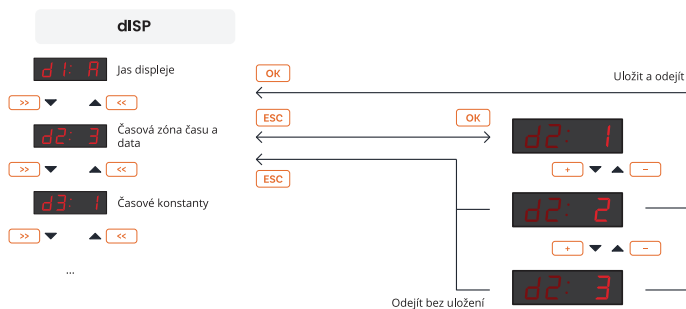 dISP
d1: A
Jas displeje
OK
Uložit a odejít
>>
<<
ESC
OK
d2: 3
Časová zóna času a
data
d2: 1
>>
<<
ESC
+
−
d3: 1
Časové konstanty
d2: 2
>>
<<
+
−
...
d2: 3
Odejít bez uložení